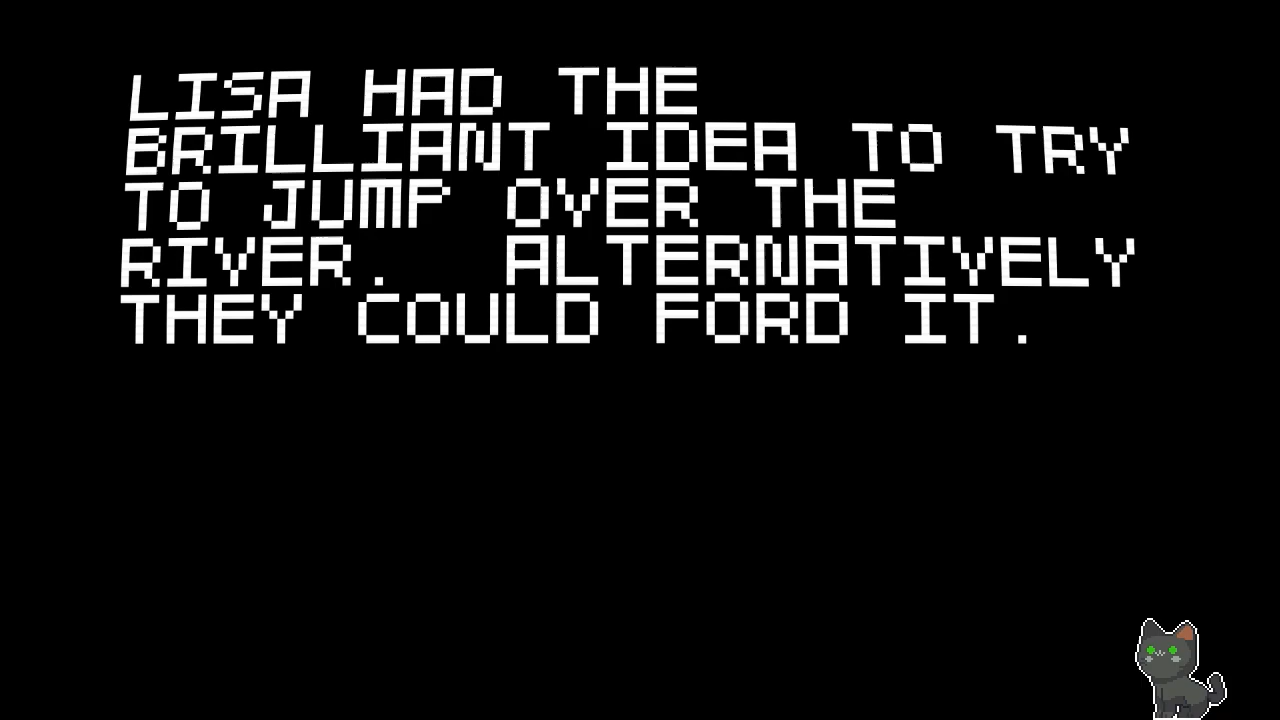 LISA HAD THE
BRILLIANT IDEA TO TRY
TO JUMP OVER THE
RIVER.  ALTERNATIVELY
THEY COULD FORD IT.